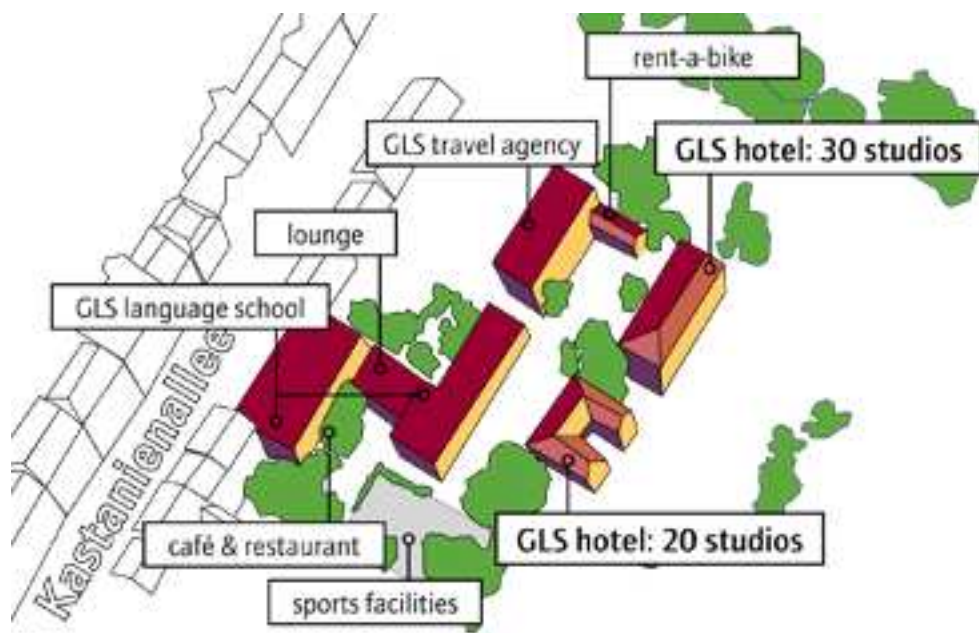 rent-a-bike
GLS travel agency
GLS hotel: 30 studios
lounge
GLS language school
Kastanienallee
café & restaurant
GLS hotel: 20 studios
sports facilities